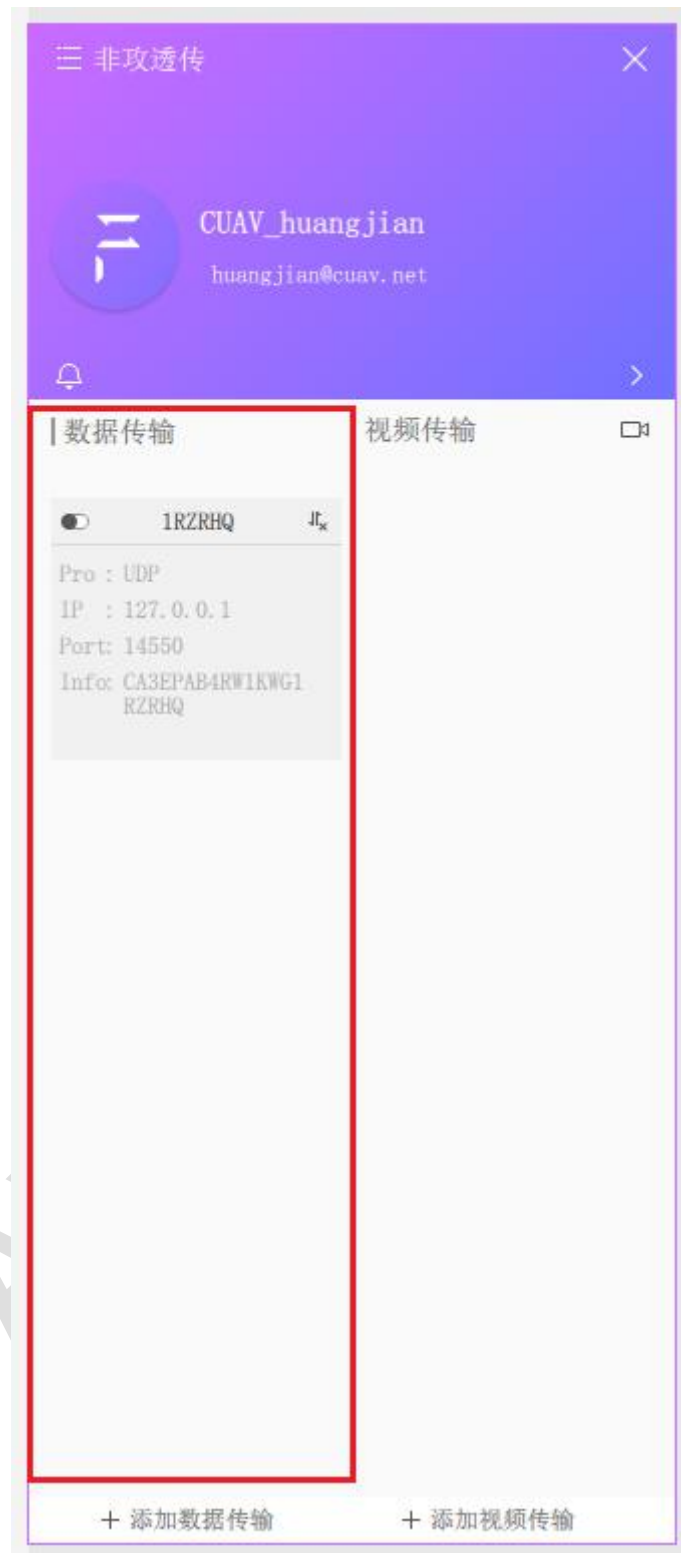 非攻透传
CUAV_huangjian
huangjian@cuav.net
数据传输
视频传输
1RZRHQ
Pro : UDP
IP : 127.0.0.1
Port: 14550
Info: CA3EPAB4RW1KWG1
RZRHQ
+ 添加数据传输
+ 添加视频传输